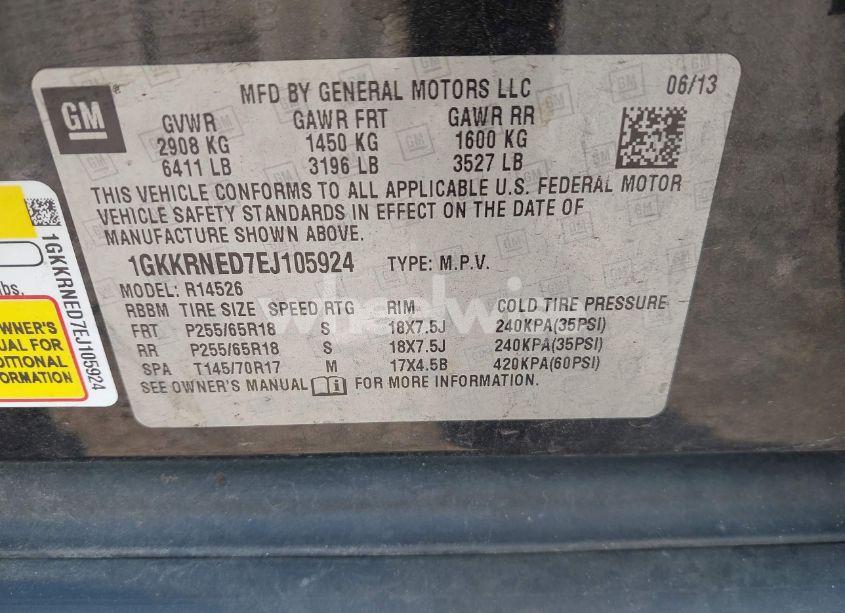 GM
MFD BY GENERAL MOTORS LLC 06/13
GVWR GAWR FRT GAWR RR
2908 KG 1450 KG 1600 KG
6411 LB 3196 LB 3527 LB
THIS VEHICLE CONFORMS TO ALL APPLICABLE U.S. FEDERAL MOTOR
VEHICLE SAFETY STANDARDS IN EFFECT ON THE DATE OF
MANUFACTURE SHOWN ABOVE.
1GKKRNED7EJ105924 TYPE: M.P.V.
MODEL: R14526
RBBM TIRE SIZE SPEED RTG RIM COLD TIRE PRESSURE
FRT P255/65R18 S 18X7.5J 240KPA(35PSI)
RR P255/65R18 S 18X7.5J 240KPA(35PSI)
SPA T145/70R17 M 17X4.5B 420KPA(60PSI)
SEE OWNER'S MANUAL FOR MORE INFORMATION.
1GKKRNED7EJ105924
lbs.
OWNER'S
FOR
wheelwis